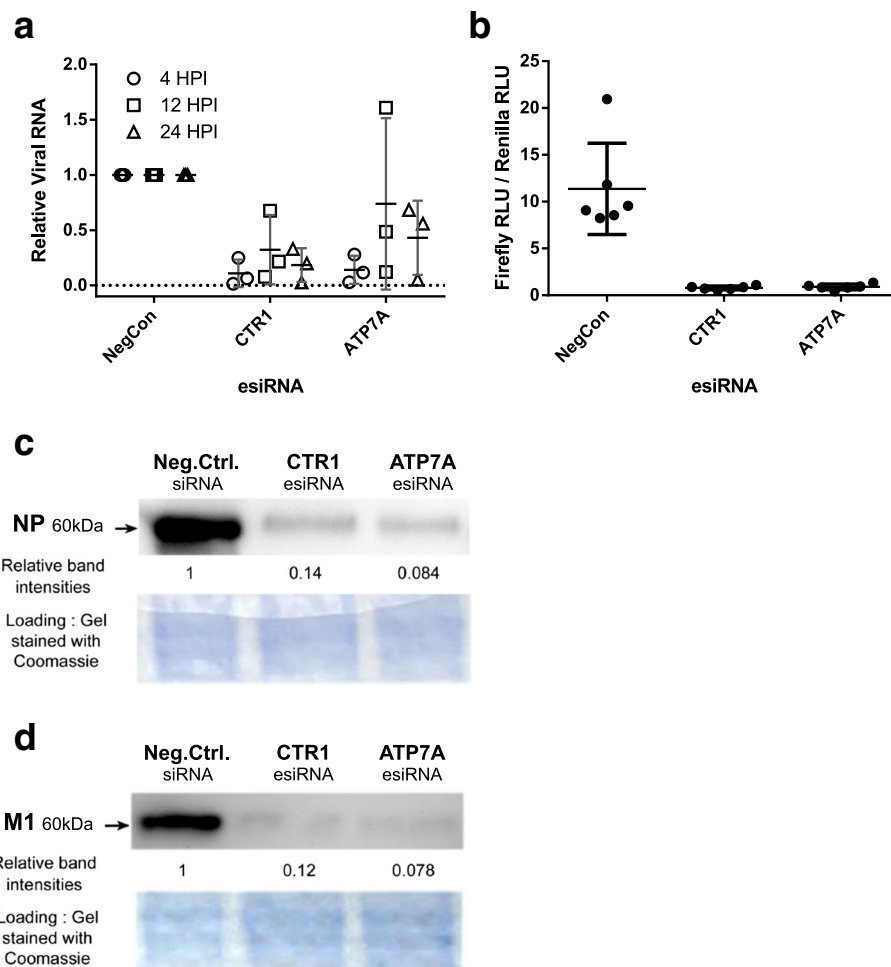 a
2.0
1.5
1.0
0.5
0.0
Relative Viral RNA
4 HPI
12 HPI
24 HPI
NegCon
CTR1
ATP7A
esiRNA
b
25
20
15
10
5
0
Firefly RLU / Renilla RLU
NegCon
CTR1
ATP7A
esiRNA
c
Neg.Ctrl. CTR1 ATP7A
siRNA esiRNA esiRNA
NP 60kDa
Relative band
intensities
1 0.14 0.084
Loading : Gel
stained with
Coomassie
d
Neg.Ctrl. CTR1 ATP7A
siRNA esiRNA esiRNA
M1 60kDa
Relative band
intensities
1 0.12 0.078
Loading : Gel
stained with
Coomassie